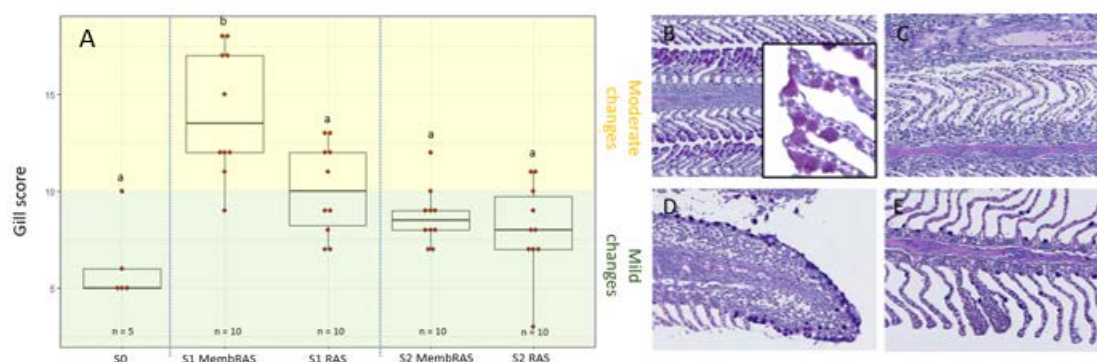 A
b
a
a
a
a
15
10
5
Gill score
n = 5
n = 10
n = 10
n = 10
n = 10
S0
S1 MembRAS
S1 RAS
S2 MembRAS
S2 RAS
Moderate
changes
Mild
changes
B
C
D
E